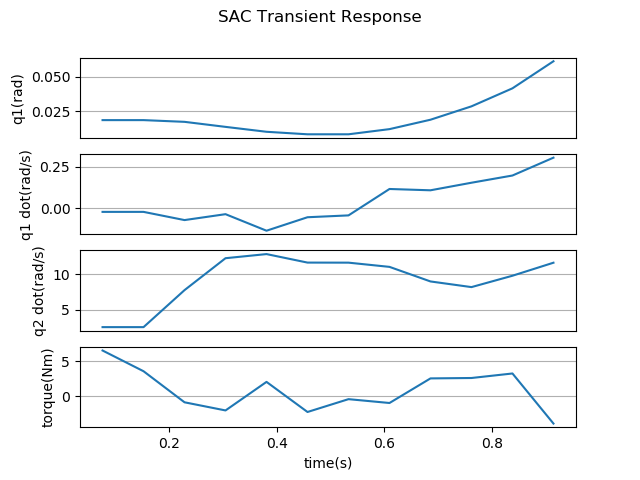 SAC Transient Response
q1(rad)
0.050
0.025
q1 dot(rad/s)
0.25
0.00
q2 dot(rad/s)
10
5
torque(Nm)
5
0
0.2 0.4 0.6 0.8
time(s)